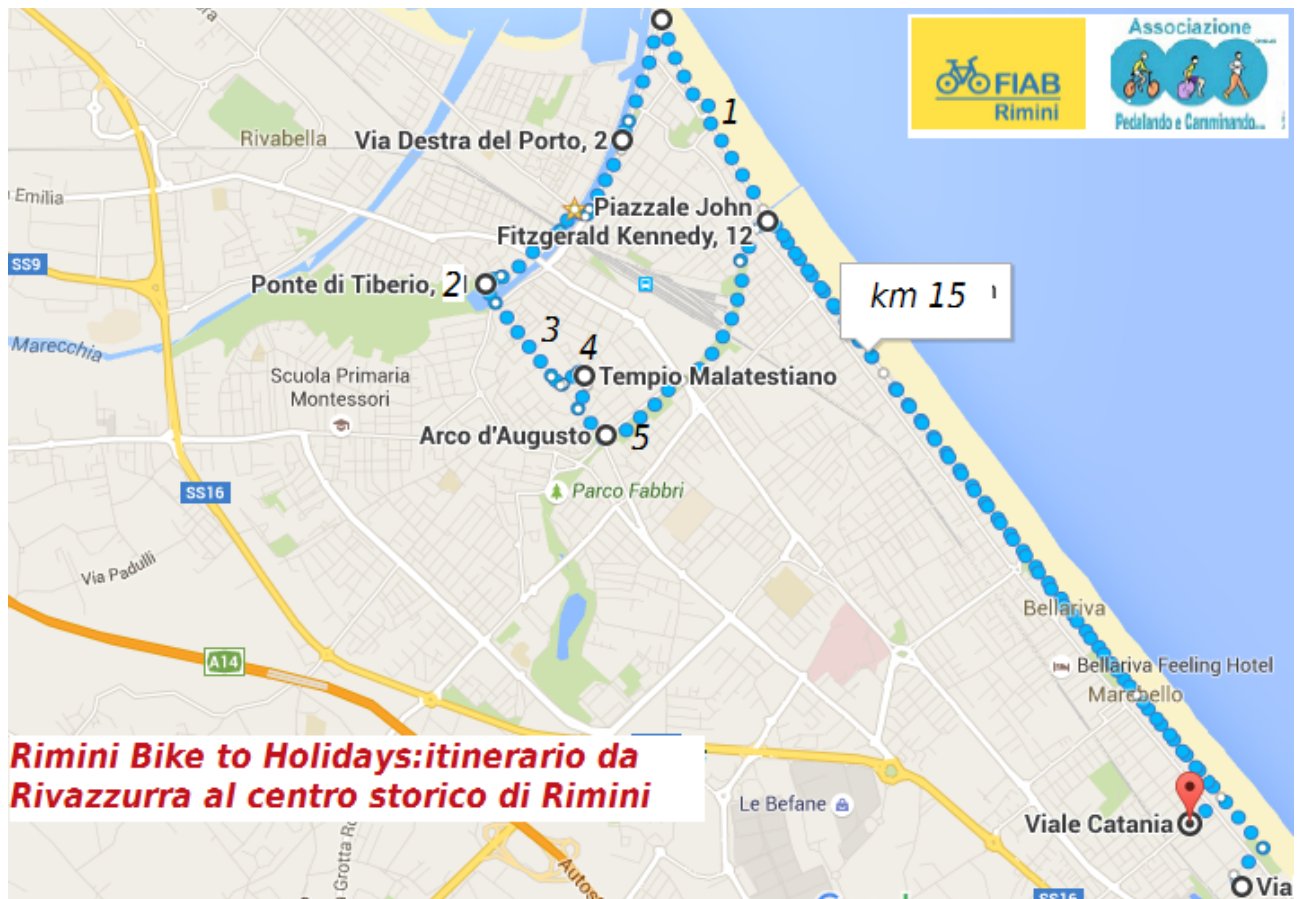 Associazione
FIAB
Rimini
Pedalando e Camminando...
1
Rivabella
Via Destra del Porto, 2
Emilia
Piazzale John
Fitzgerald Kennedy, 12
SS9
Ponte di Tiberio, 2
km 15
3
Marecchia
4
Scuola Primaria
Montessori
Tempio Malatestiano
Arco d'Augusto
5
SS16
Parco Fabbri
Via Padulli
Bellariva
A14
Bellariva Feeling Hotel
Marebello
Rimini Bike to Holidays:itinerario da
Rivazzurra al centro storico di Rimini
Le Befane
Viale Catania
Grotta
Via
SS16